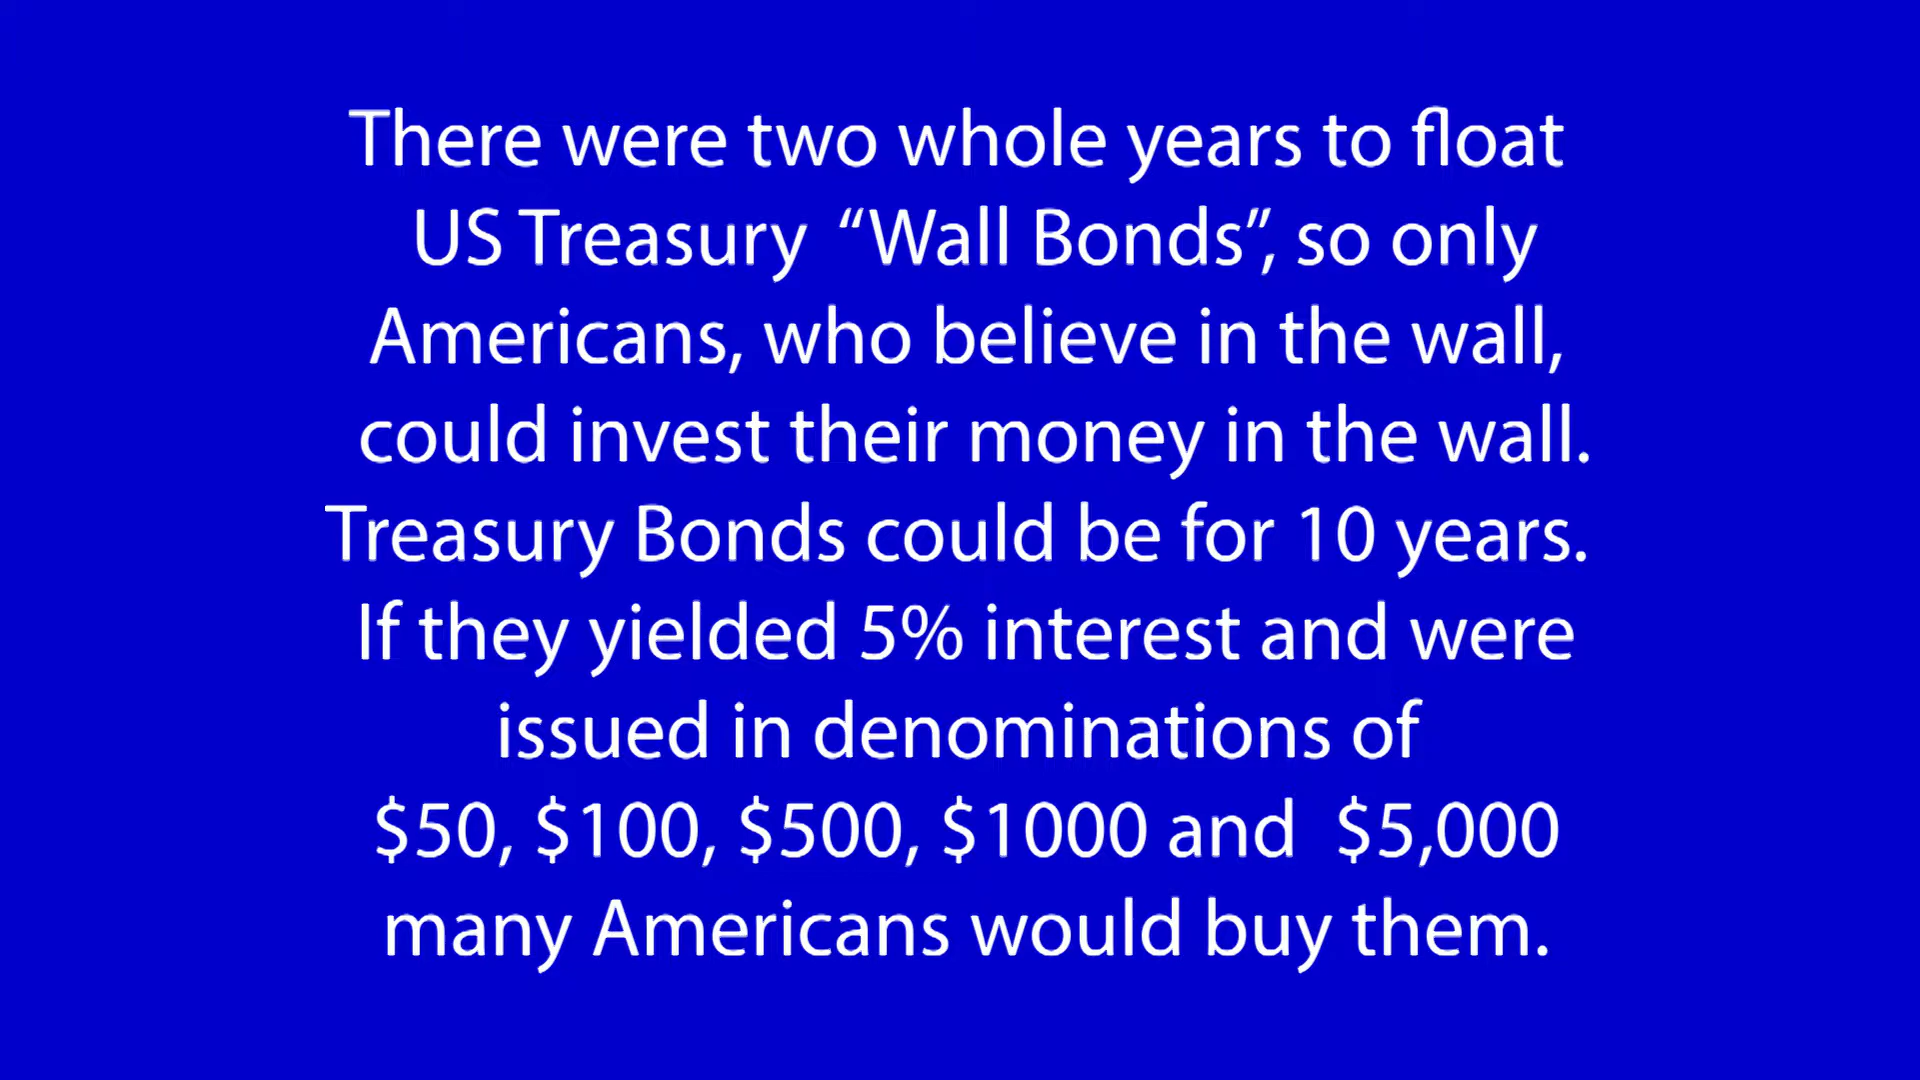 There were two whole years to float
US Treasury  “Wall Bonds”, so only
Americans, who believe in the wall,
could invest their money in the wall.
Treasury Bonds could be for 10 years.
If they yielded 5% interest and were
issued in denominations of
$50, $100, $500, $1000 and  $5,000
many Americans would buy them.